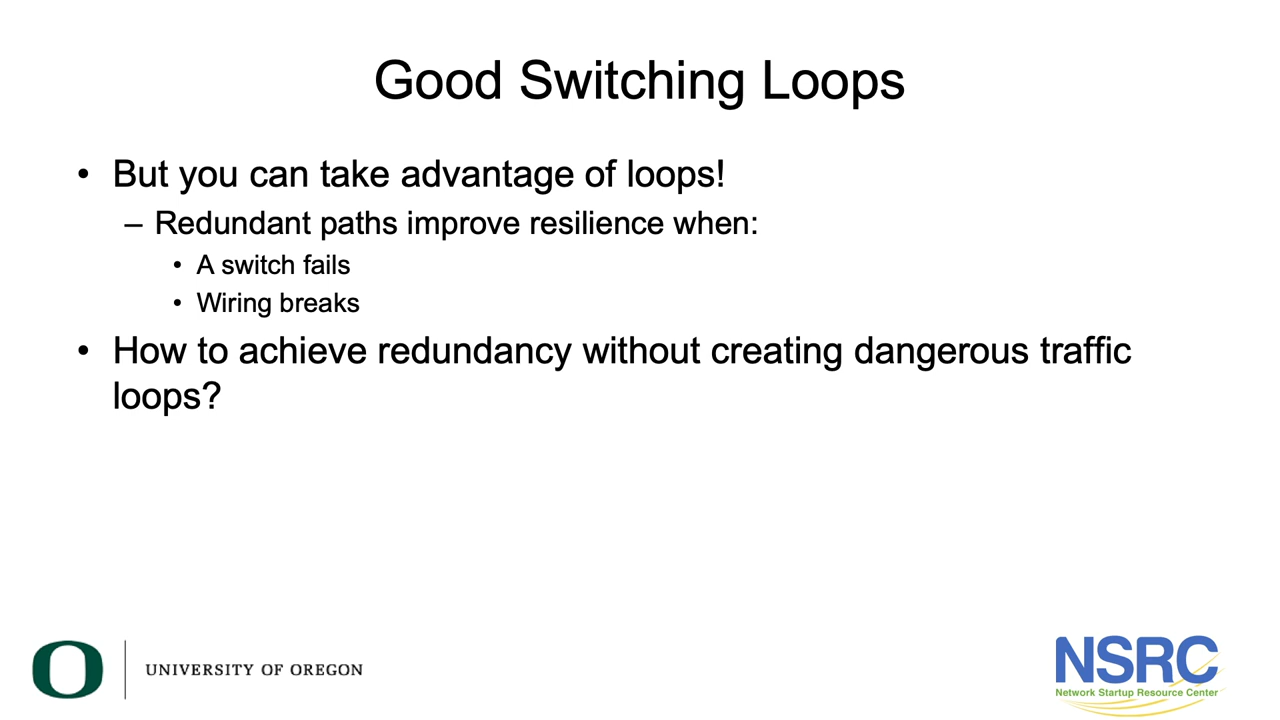 Good Switching Loops
• But you can take advantage of loops!
– Redundant paths improve resilience when:
• A switch fails
• Wiring breaks
• How to achieve redundancy without creating dangerous traffic
loops?
O
UNIVERSITY OF OREGON
NSRC
Network Startup Resource Center